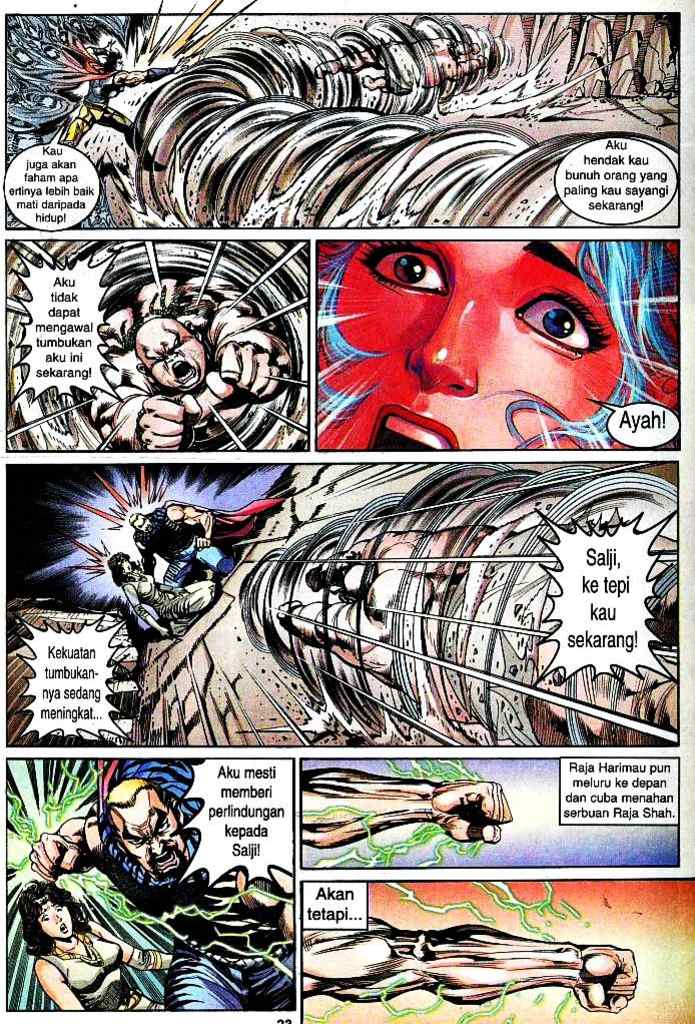 Kau
juga akan
faham apa
ertinya lebih baik
mati daripada
hidup!
Aku
hendak kau
bunuh orang yang
paling kau sayangi
sekarang!
Aku
tidak
dapat
mengawal
tumbukan
aku ini
sekarang!
Ayah!
Salji,
ke tepi
kau
sekarang!
Kekuatan
tumbukan-
nya sedang
meningkat...
Aku mesti
memberi
perlindungan
kepada
Salji!
Raja Harimau pun
meluru ke depan
dan cuba menahan
serbuan Raja Shah.
Akan
tetapi...
23